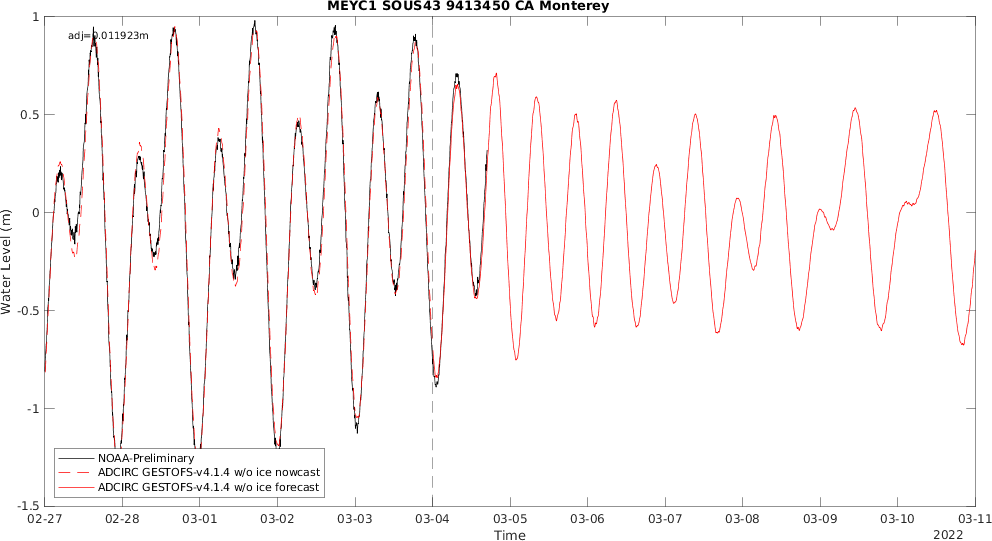 MEYC1 SOUS43 9413450 CA Monterey
adj=0.011923m
Water Level (m)
1
0.5
0
-0.5
-1
-1.5
NOAA-Preliminary
ADCIRC GESTOFS-v4.1.4 w/o ice nowcast
ADCIRC GESTOFS-v4.1.4 w/o ice forecast
02-27 02-28 03-01 03-02 03-03 03-04 03-05 03-06 03-07 03-08 03-09 03-10 03-11
Time
2022